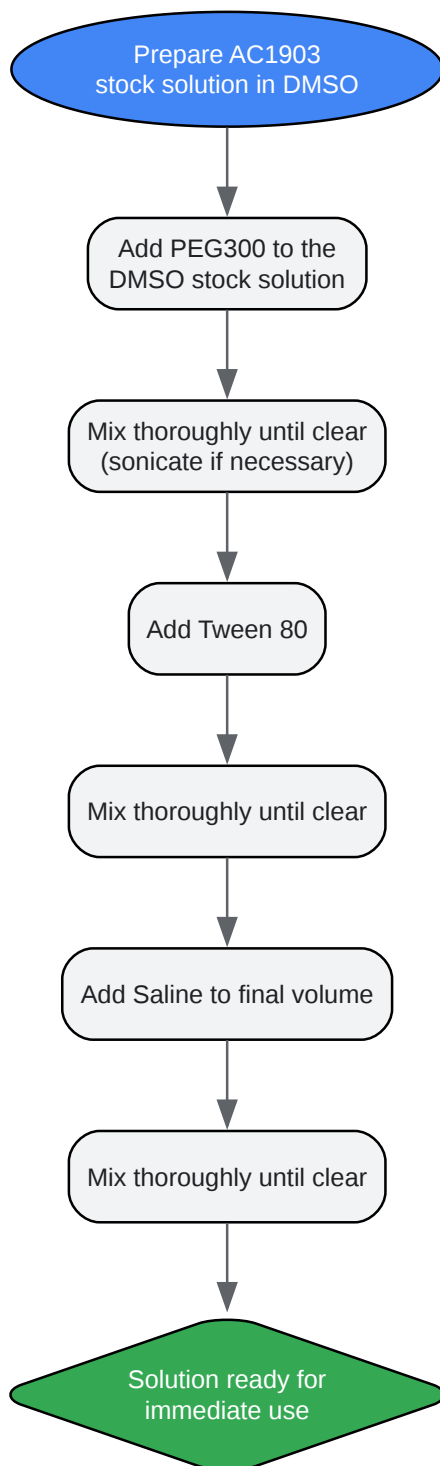 Prepare AC1903
stock solution in DMSO
Add PEG300 to the
DMSO stock solution
Mix thoroughly until clear
(sonicate if necessary)
Add Tween 80
Mix thoroughly until clear
Add Saline to final volume
Mix thoroughly until clear
Solution ready for
immediate use